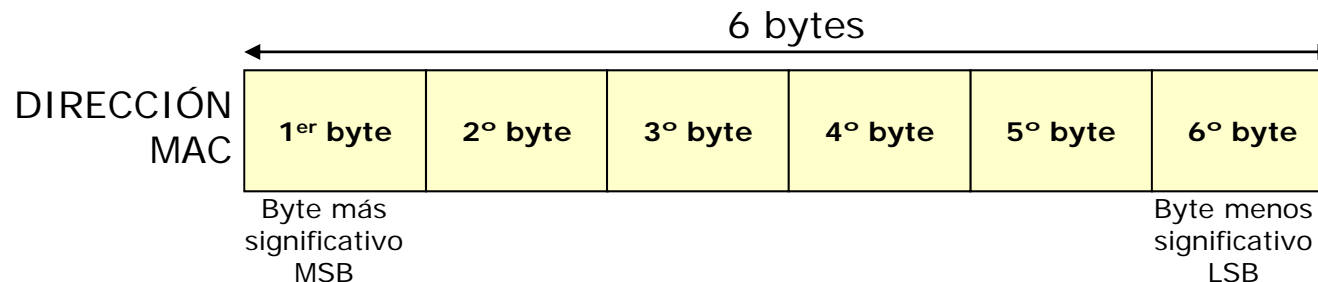 6 bytes
DIRECCIÓN
MAC
1er byte
2º byte
3º byte
4º byte
5º byte
6º byte
Byte más
significativo
MSB
Byte menos
significativo
LSB